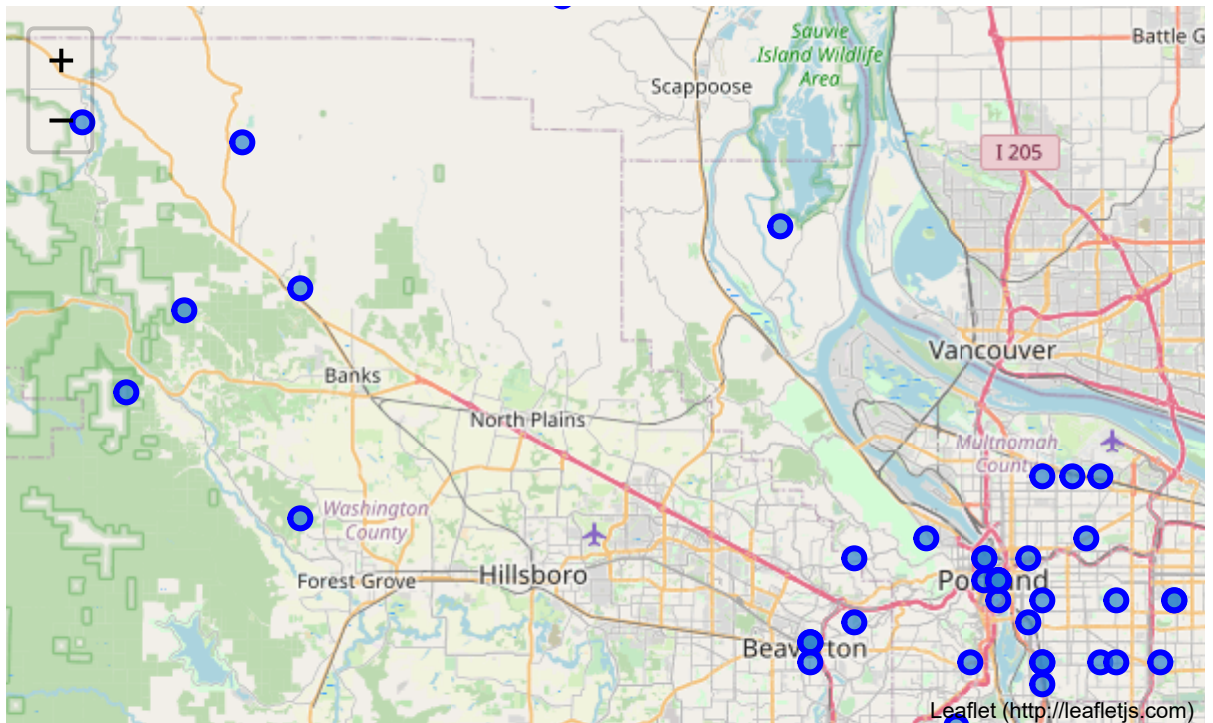 +
−
Sauvie
Island Wildlife
Area
Battle G
Scappoose
I 205
Vancouver
Banks
North Plains
Multnomah
County
Washington
County
Hillsboro
Forest Grove
Portland
Beaverton
Leaflet (http://leafletjs.com)